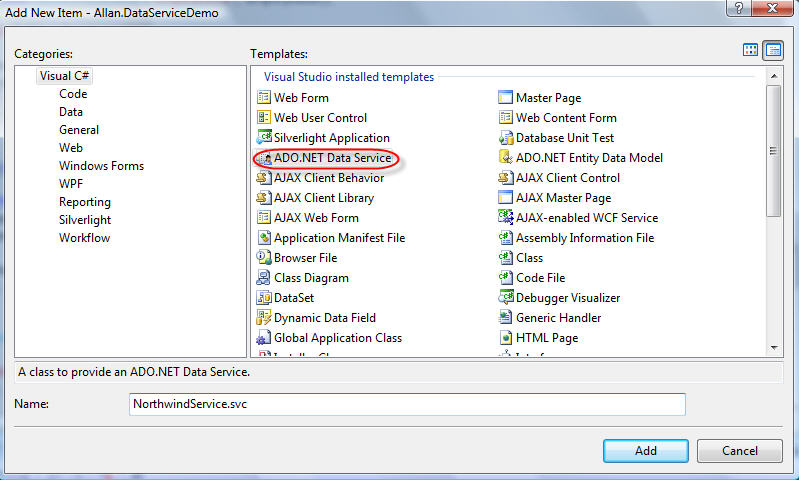 Add New Item - Allan.DataServiceDemo
Categories:
Visual C#
Code
Data
General
Web
Windows Forms
WPF
Reporting
Silverlight
Workflow
Templates:
Visual Studio installed templates
Web Form
Web User Control
Silverlight Application
ADO.NET Data Service
AJAX Client Behavior
AJAX Client Library
AJAX Web Form
Application Manifest File
Browser File
Class Diagram
DataSet
Dynamic Data Field
Global Application Class
Master Page
Web Content Form
Database Unit Test
ADO.NET Entity Data Model
AJAX Client Control
AJAX Master Page
AJAX-enabled WCF Service
Assembly Information File
Class
Code File
Debugger Visualizer
Generic Handler
HTML Page
A class to provide an ADO.NET Data Service.
Name: NorthwindService.svc
Add Cancel